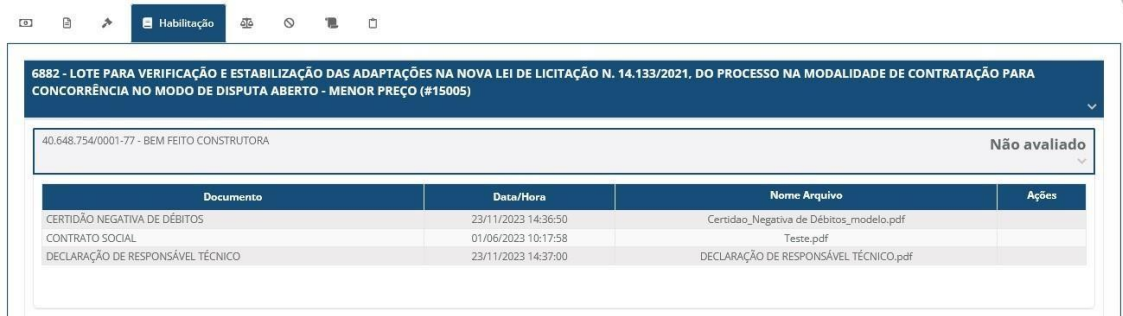 Habilitação
6882 - LOTE PARA VERIFICAÇÃO E ESTABILIZAÇÃO DAS ADAPTAÇÕES NA NOVA LEI DE LICITAÇÃO N. 14.133/2021, DO PROCESSO NA MODALIDADE DE CONTRATAÇÃO PARA
CONCORRÊNCIA NO MODO DE DISPUTA ABERTO - MENOR PREÇO (#15005)
40.648.754/0001-77 - BEM FEITO CONSTRUTORA Não avaliado
Documento Data/Hora Nome Arquivo Ações
CERTIDÃO NEGATIVA DE DÉBITOS 23/11/2023 14:36:50 Certidao_Negativa de Débitos_modelo.pdf
CONTRATO SOCIAL 01/06/2023 10:17:58 Teste.pdf
DECLARAÇÃO DE RESPONSÁVEL TÉCNICO 23/11/2023 14:37:00 DECLARAÇÃO DE RESPONSÁVEL TÉCNICO.pdf